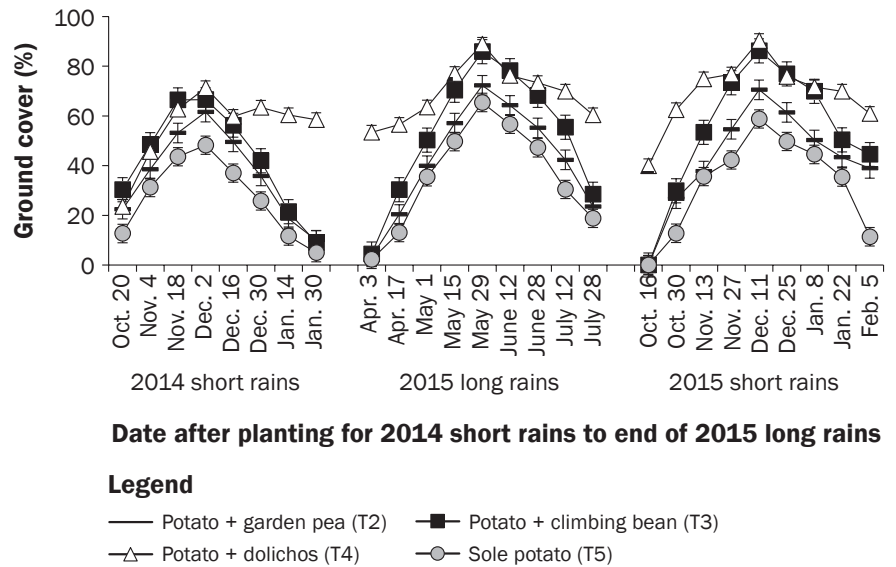 Ground cover (%)
100
80
60
40
20
0
Oct. 20
Nov. 4
Nov. 18
Dec. 2
Dec. 16
Dec. 30
Jan. 14
Jan. 30
Apr. 3
Apr. 17
May 1
May 15
May 29
June 12
June 28
July 12
July 28
Oct. 16
Oct. 30
Nov. 13
Nov. 27
Dec. 11
Dec. 25
Jan. 8
Jan. 22
Feb. 5
2014 short rains
2015 long rains
2015 short rains
Date after planting for 2014 short rains to end of 2015 long rains
Legend
Potato + garden pea (T2)
Potato + climbing bean (T3)
Potato + dolichos (T4)
Sole potato (T5)